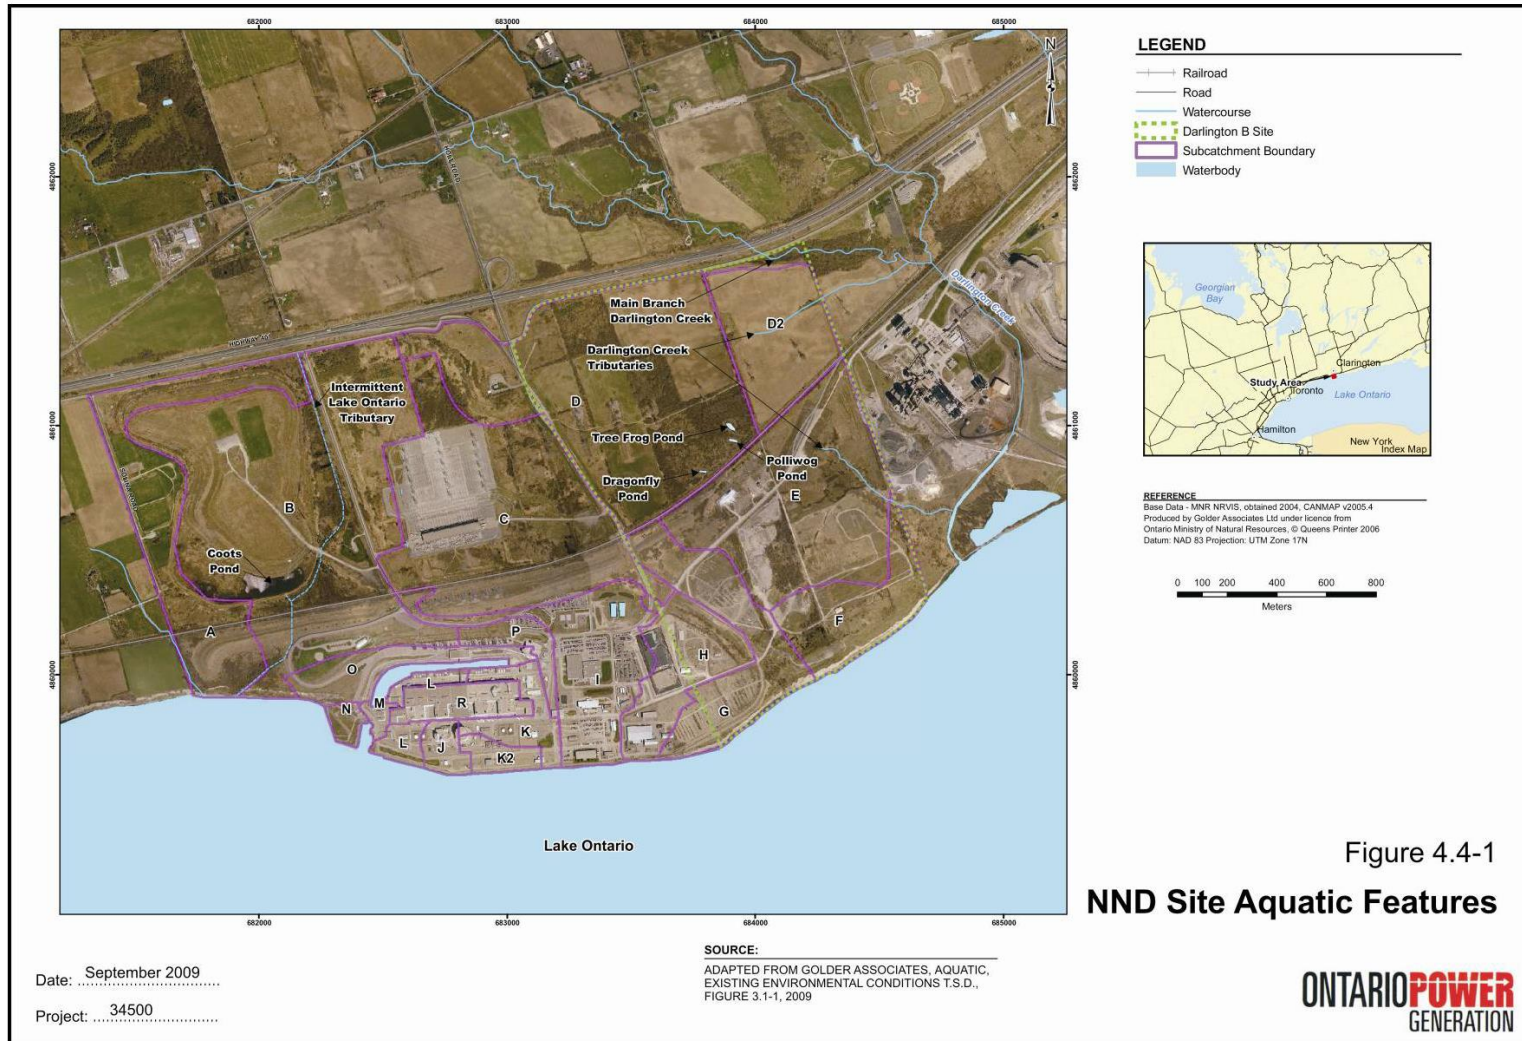 682000
683000
684000
685000
N
4862000
4862000
HOLT ROAD
Darlington Creek
Main Branch
Darlington Creek
D2
HIGHWAY 401
Darlington Creek
Tributaries
Intermittent
Lake Ontario
Tributary
D
4861000
4861000
Tree Frog Pond
Polliwog
Pond
Dragonfly
Pond
E
B
C
Coots
Pond
A
P
F
O
H
I
4860000
4860000
L
N
M
R
G
L
J
K
K2
Lake Ontario
682000
683000
684000
685000
LEGEND
Railroad
Road
Watercourse
Darlington B Site
Subcatchment Boundary
Waterbody
Georgian
Bay
Clarington
Study Area
Toronto
Lake Ontario
Hamilton
New York
Index Map
REFERENCE
Base Data - MNR NRVIS, obtained 2004, CANMAP v2005.4
Produced by Golder Associates Ltd under licence from
Ontario Ministry of Natural Resources, © Queens Printer 2006
Datum: NAD 83 Projection: UTM Zone 17N
0 100 200 400 600 800
Meters
Figure 4.4-1
NND Site Aquatic Features
SOURCE:
ADAPTED FROM GOLDER ASSOCIATES, AQUATIC,
EXISTING ENVIRONMENTAL CONDITIONS T.S.D.,
FIGURE 3.1-1, 2009
Date: September 2009
Project: 34500
ONTARIOPOWER
GENERATION